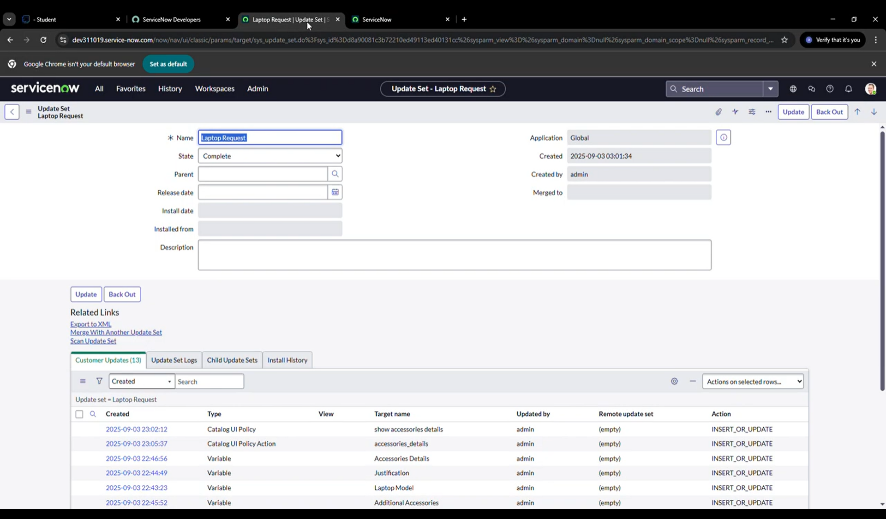 - Student
ServiceNow Developers
Laptop Request | Update Set | S
ServiceNow
dev311019.service-now.com/now/nav/ui/classic/params/target/sys_update_set.do%3Fsys_id%3Dd8a90081c3b72210ed49115ed40131cc%26sysparm_view%3D%26sysparm_domain%3Dnull%26sysparm_domain_scope%3Dnull%26sysparm_record_...
Verify that it's you
Google Chrome isn't your default browser
Set as default
servicenow
All Favorites History Workspaces Admin
Update Set - Laptop Request
Search
Update Set
Laptop Request
Update
Back Out
Name Laptop Request
Application Global
State Complete
Created 2025-09-03 03:01:34
Parent
Created by admin
Release date
Merged to
Install date
Installed from
Description
Update Back Out
Related Links
Export to XML
Merge With Another Update Set
Scan Update Set
Customer Updates (13) Update Set Logs Child Update Sets Install History
Created Search Actions on selected rows...
Update set = Laptop Request
Created Type View Target name Updated by Remote update set Action
2025-09-03 23:02:12 Catalog UI Policy show accessories details admin (empty) INSERT_OR_UPDATE
2025-09-03 23:05:37 Catalog UI Policy Action accessories_details admin (empty) INSERT_OR_UPDATE
2025-09-03 22:46:56 Variable Accessories Details admin (empty) INSERT_OR_UPDATE
2025-09-03 22:44:49 Variable Justification admin (empty) INSERT_OR_UPDATE
2025-09-03 22:43:23 Variable Laptop Model admin (empty) INSERT_OR_UPDATE
2025-09-03 22:45:52 Variable Additional Accessories admin (empty) INSERT_OR_UPDATE